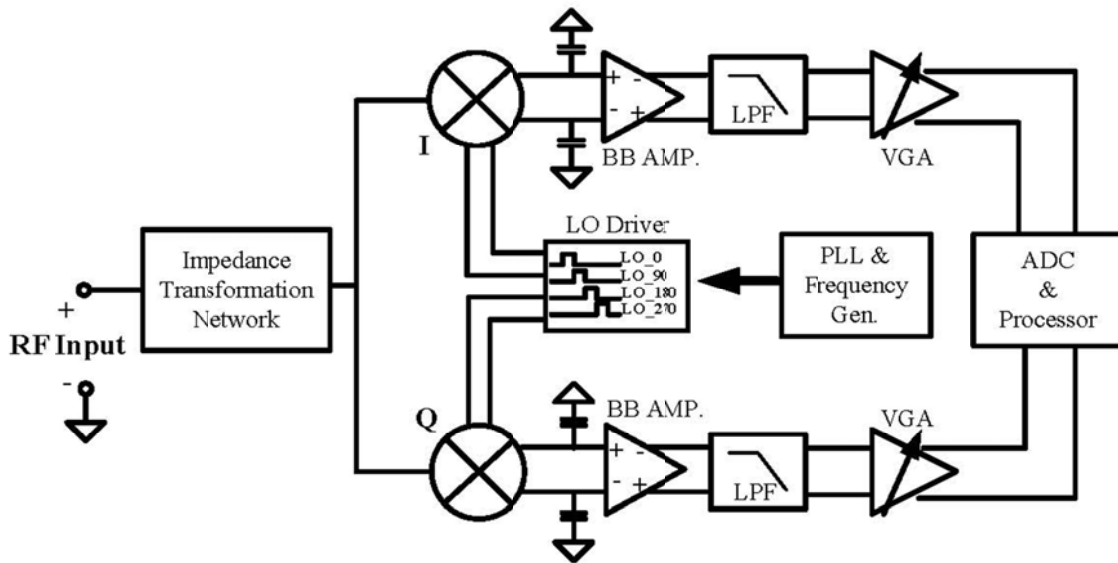 I
+ -
- +
BB AMP.
LPF
VGA
LO Driver
LO_0
LO_90
LO_180
LO_270
PLL &
Frequency
Gen.
ADC
&
Processor
Impedance
Transformation
Network
+
RF Input
-
Q
BB AMP.
+ -
- +
LPF
VGA